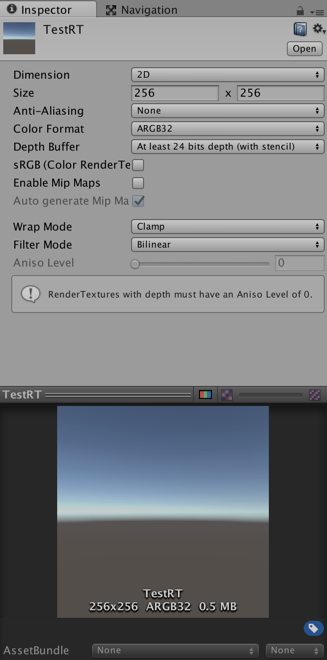 Inspector
Navigation
TestRT
Open
Dimension 2D
Size 256 x 256
Anti-Aliasing None
Color Format ARGB32
Depth Buffer At least 24 bits depth (with stencil)
sRGB (Color RenderTe
Enable Mip Maps
Auto generate Mip Ma
Wrap Mode Clamp
Filter Mode Bilinear
Aniso Level 0
RenderTextures with depth must have an Aniso Level of 0.
TestRT
TestRT
256x256 ARGB32 0.5 MB
AssetBundle None None